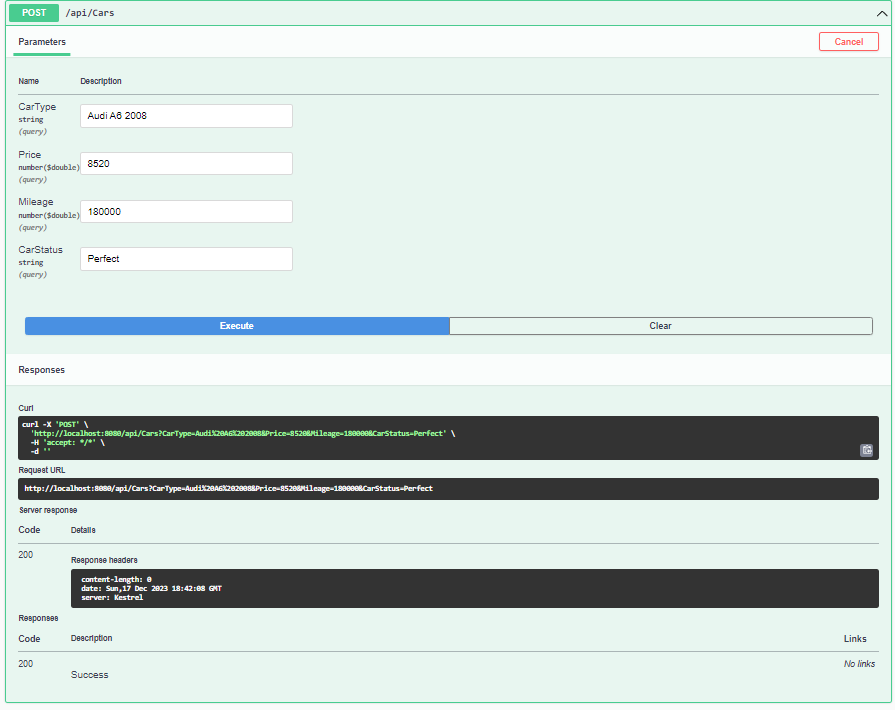 POST /api/Cars
Parameters Cancel
Name Description
CarType
string
(query)
Audi A6 2008
Price
number($double)
(query)
8520
Mileage
number($double)
(query)
180000
CarStatus
string
(query)
Perfect
Execute Clear
Responses
Curl
curl -X 'POST' \
'http://localhost:8080/api/Cars?CarType=Audi%20A6%202008&Price=8520&Mileage=180000&CarStatus=Perfect' \
-H 'accept: */*' \
-d ''
Request URL
http://localhost:8080/api/Cars?CarType=Audi%20A6%202008&Price=8520&Mileage=180000&CarStatus=Perfect
Server response
Code Details
200
Response headers
content-length: 0
date: Sun,17 Dec 2023 18:42:08 GMT
server: Kestrel
Responses
Code Description Links
200 No links
Success